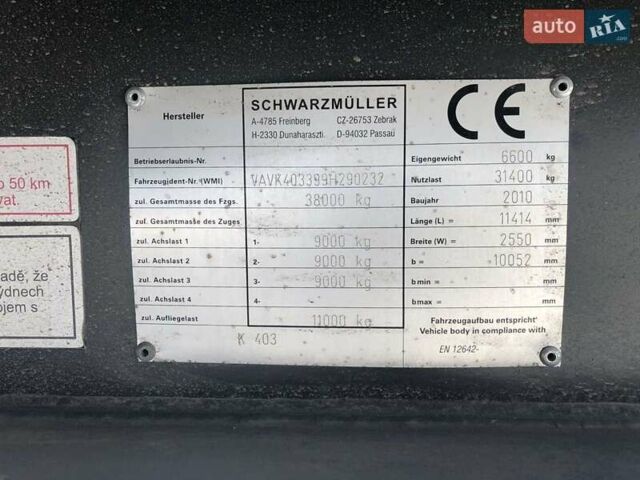 auto RIA .com
o 50 km
vat.
adě, že
ýdnech
ojem s
Hersteller
SCHWARZMÜLLER
A-4785 Freinberg CZ-26753 Zebrak
H-2330 Dunaharaszti. D-94032 Passau
CE
Betriebserlaubnis-Nr.
Fahrzeugident-Nr. (WMI) VAVK403399H290232
zul. Gesamtmasse des Fzgs. 38000 kg
zul. Gesamtmasse des Zuges
zul. Achslast 1 1- 9000 kg
zul. Achslast 2 2- 9000 kg
zul. Achslast 3 3- 9000 kg
zul. Achslast 4 4-
zul. Aufliegelast 11000 kg
K 403
Eigengewicht 6600 kg
Nutzlast 31400 kg
Baujahr 2010
Länge (L) = 11414 mm
Breite (W) = 2550 mm
b = 10052 mm
b min = mm
b max = mm
Fahrzeugaufbau entspricht
Vehicle body in compliance with
EN 12642-